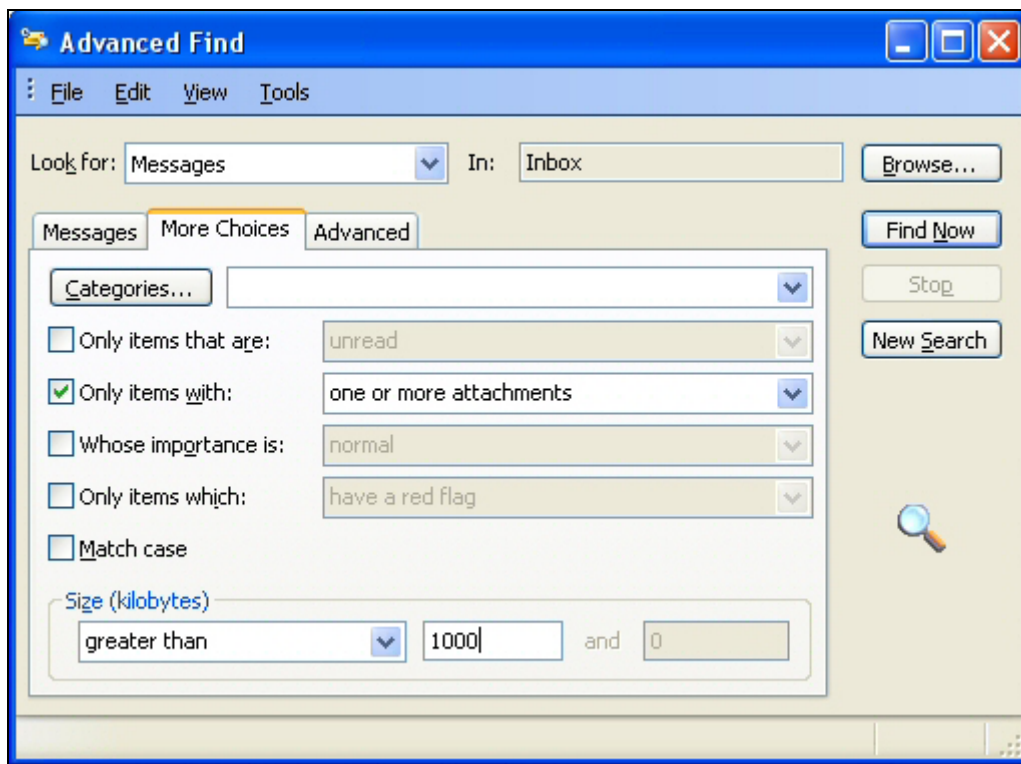 Advanced Find
File Edit View Tools
Look for: Messages In: Inbox Browse...
Messages More Choices Advanced Find Now
Categories... Stop
Only items that are: unread New Search
Only items with: one or more attachments
Whose importance is: normal
Only items which: have a red flag
Match case
Size (kilobytes)
greater than 1000 and 0